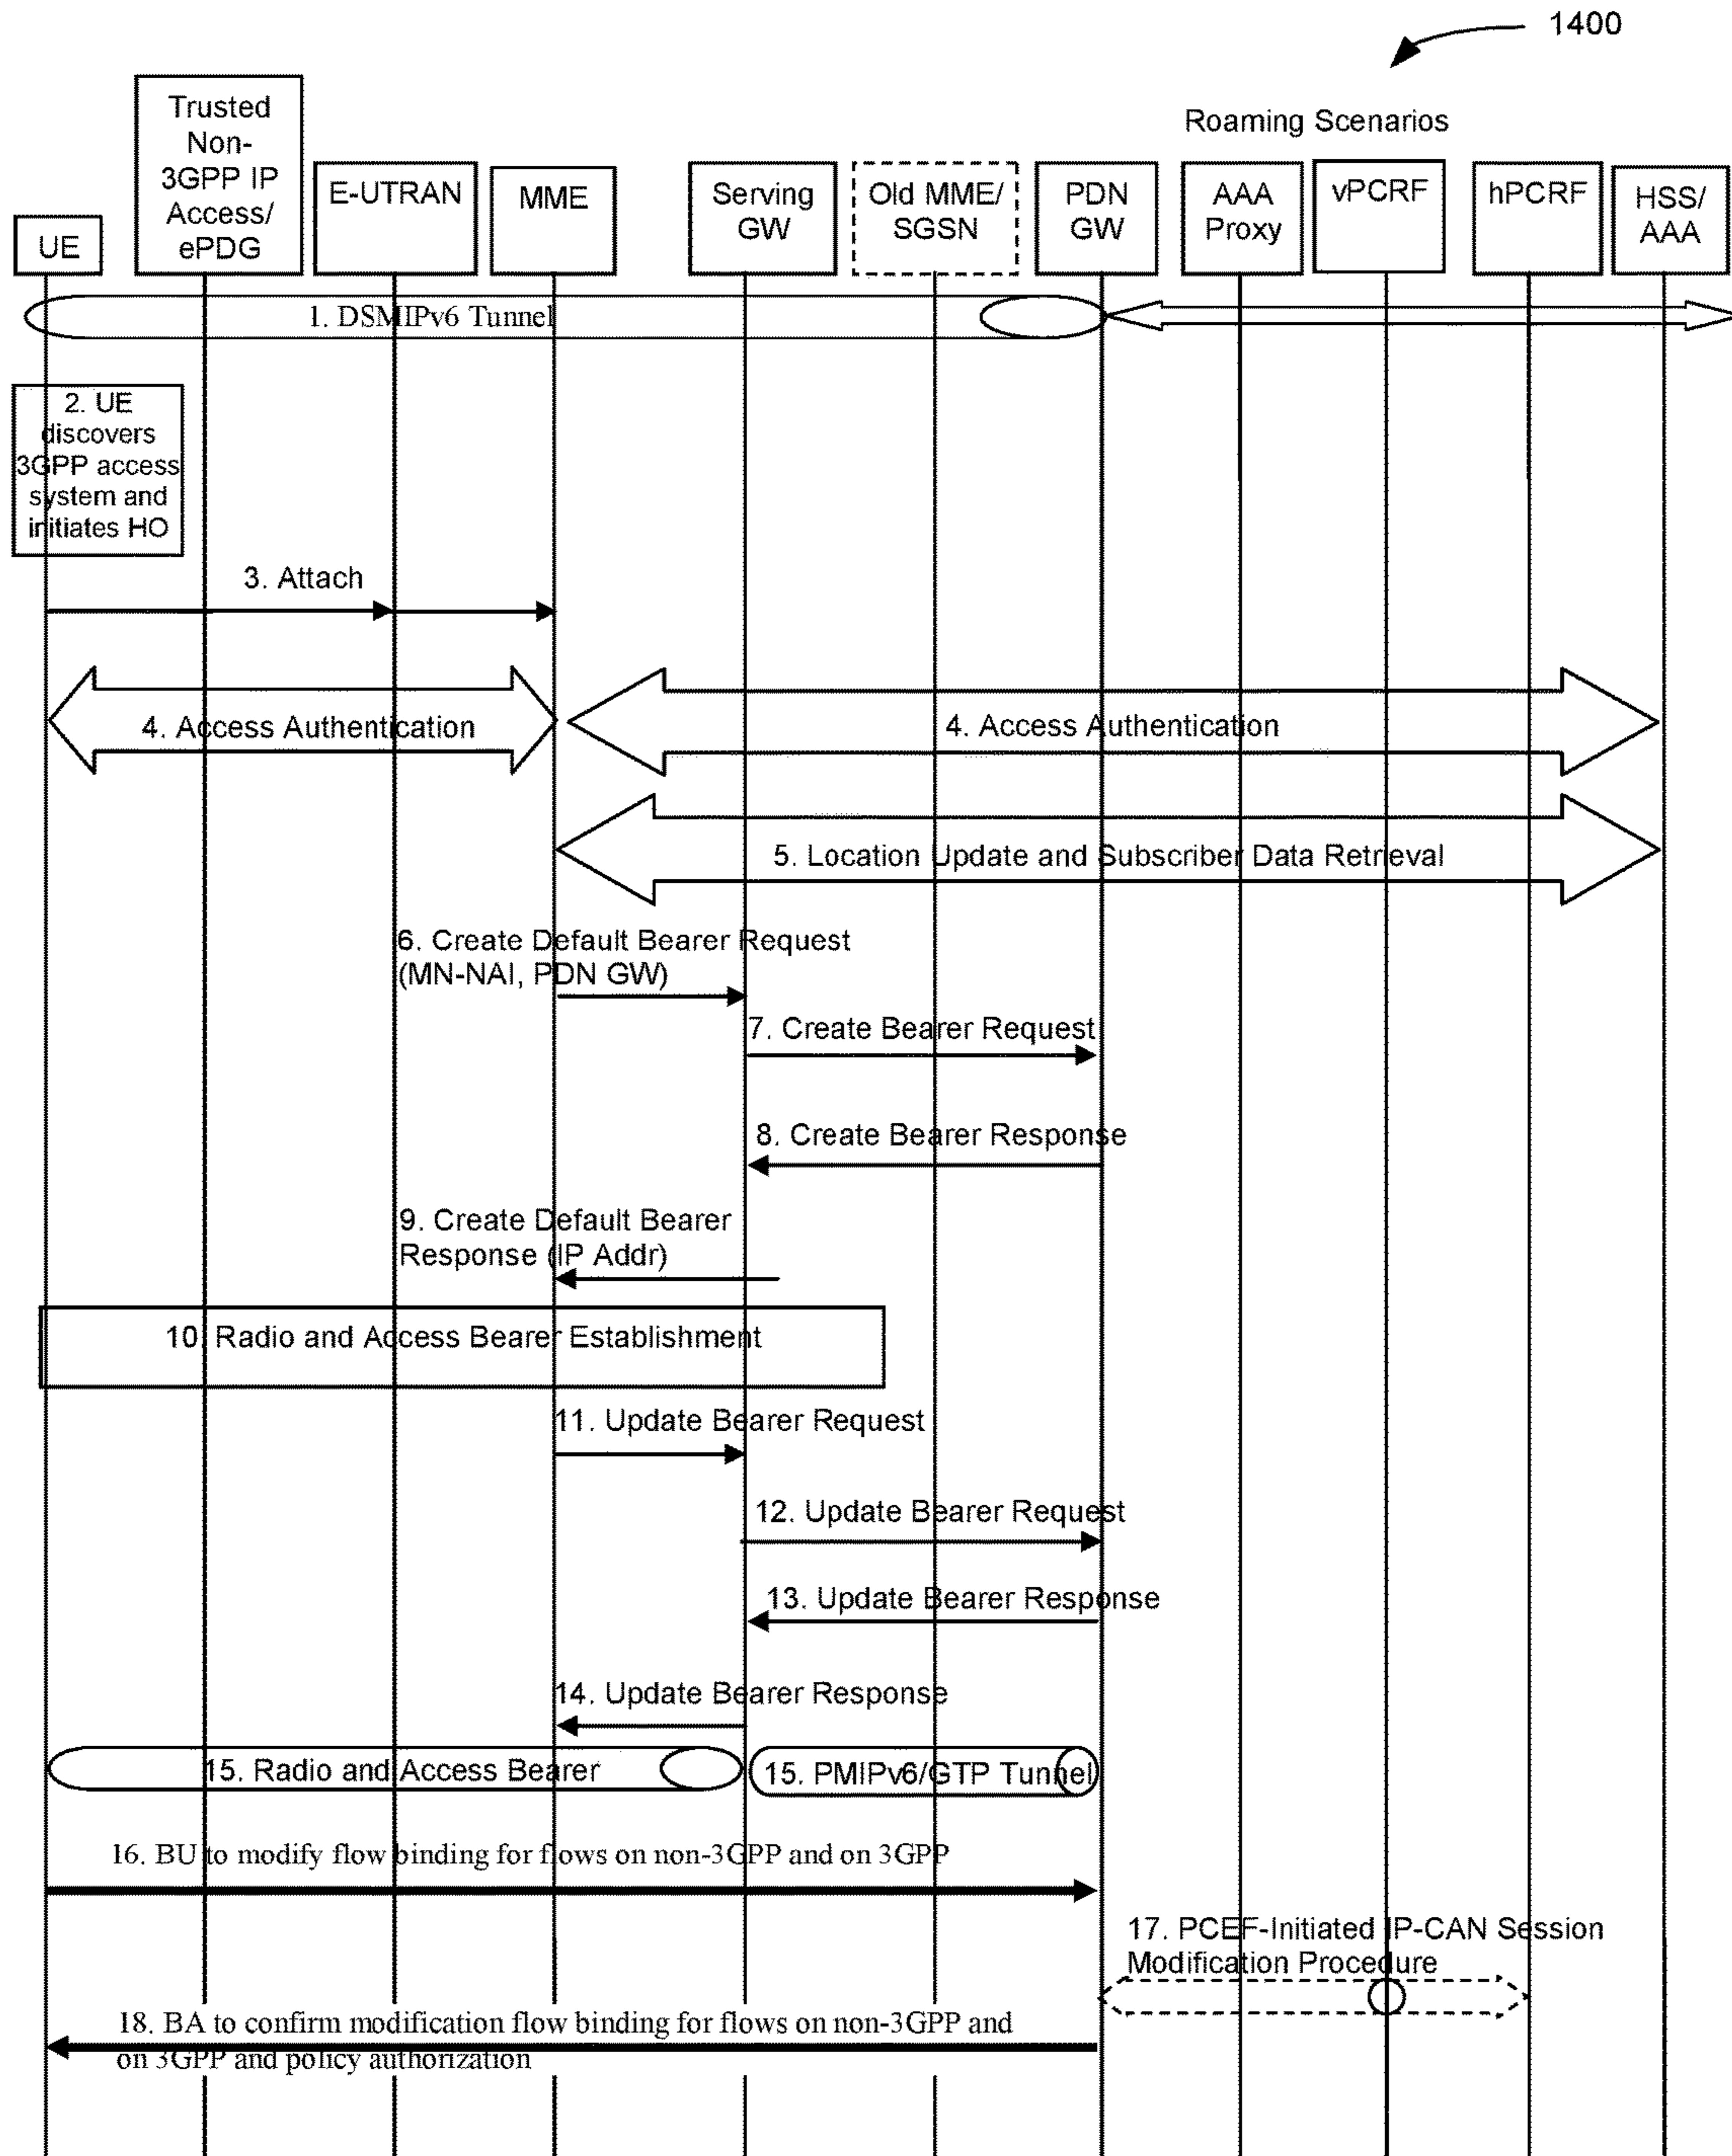 1400
Roaming Scenarios
UE
Trusted
Non-
3GPP IP
Access/
ePDG
E-UTRAN
MME
Serving
GW
Old MME/
SGSN
PDN
GW
AAA
Proxy
vPCRF
hPCRF
HSS/
AAA
1. DSMIPv6 Tunnel
2. UE
discovers
3GPP access
system and
initiates HO
3. Attach
4. Access Authentication
4. Access Authentication
5. Location Update and Subscriber Data Retrieval
6. Create Default Bearer Request
(MN-NAI, PDN GW)
7. Create Bearer Request
8. Create Bearer Response
9. Create Default Bearer
Response (IP Addr)
10. Radio and Access Bearer Establishment
11. Update Bearer Request
12. Update Bearer Request
13. Update Bearer Response
14. Update Bearer Response
15. Radio and Access Bearer
15. PMIPv6/GTP Tunnel
16. BU to modify flow binding for flows on non-3GPP and on 3GPP
17. PCEF-Initiated IP-CAN Session
Modification Procedure
18. BA to confirm modification flow binding for flows on non-3GPP and
on 3GPP and policy authorization